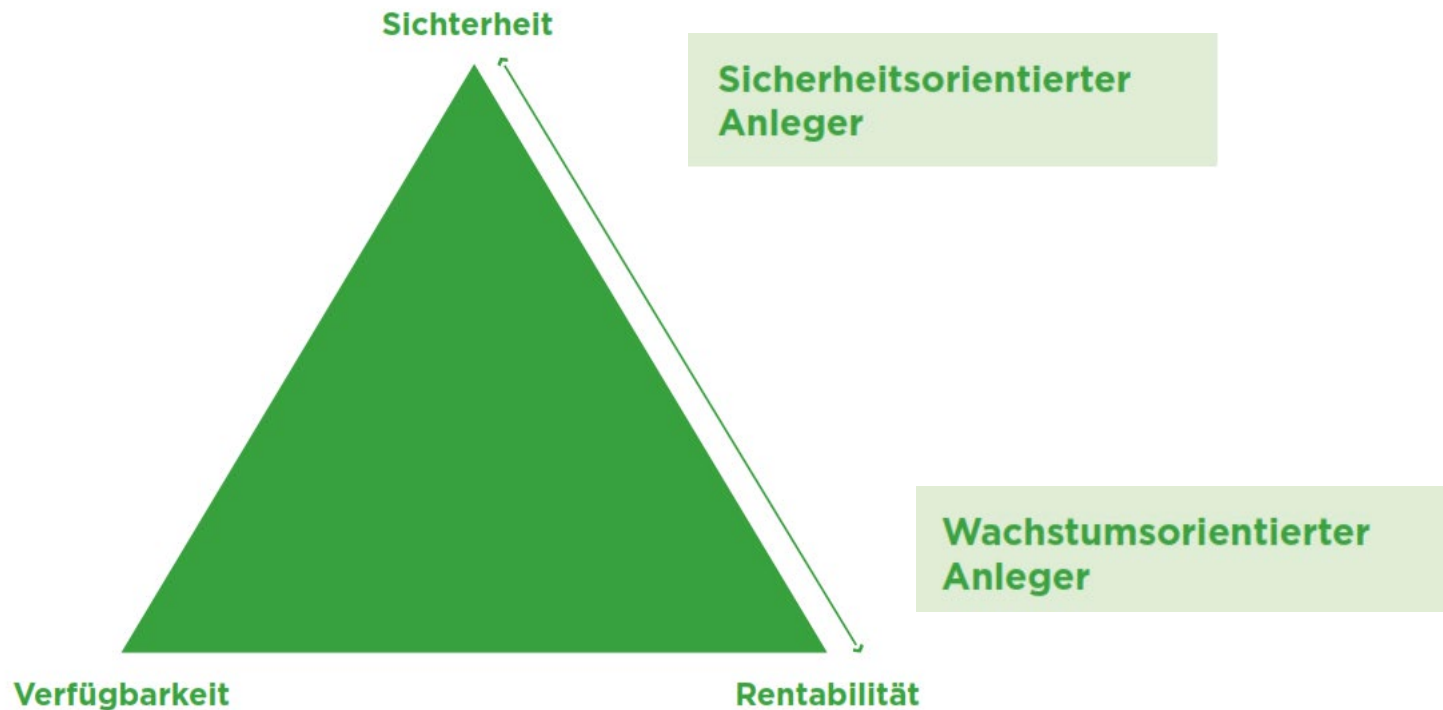 Sichterheit
Sicherheitsorientierter
Anleger
Wachstumsorientierter
Anleger
Verfügbarkeit
Rentabilität